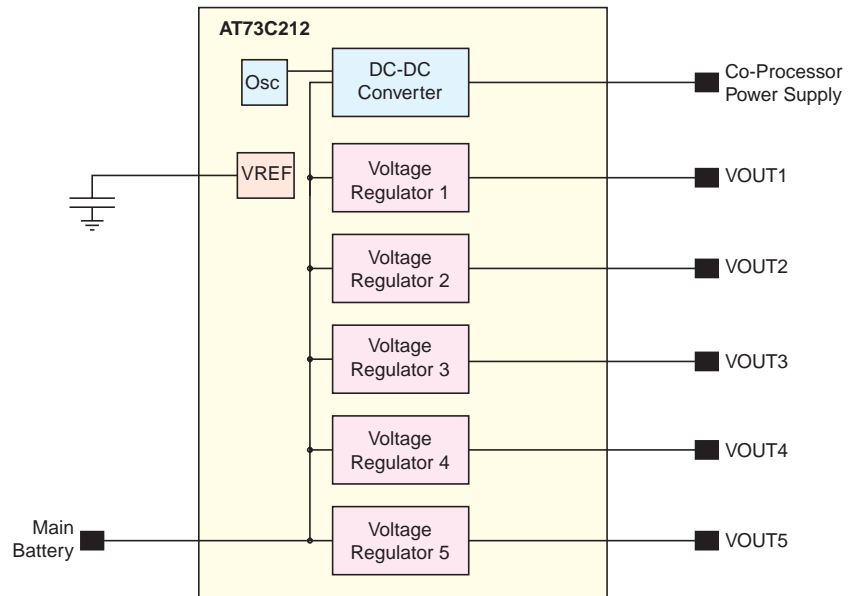 AT73C212
Osc
DC-DC
Converter
Co-Processor
Power Supply
VREF
Voltage
Regulator 1
VOUT1
Voltage
Regulator 2
VOUT2
Voltage
Regulator 3
VOUT3
Voltage
Regulator 4
VOUT4
Main
Battery
Voltage
Regulator 5
VOUT5